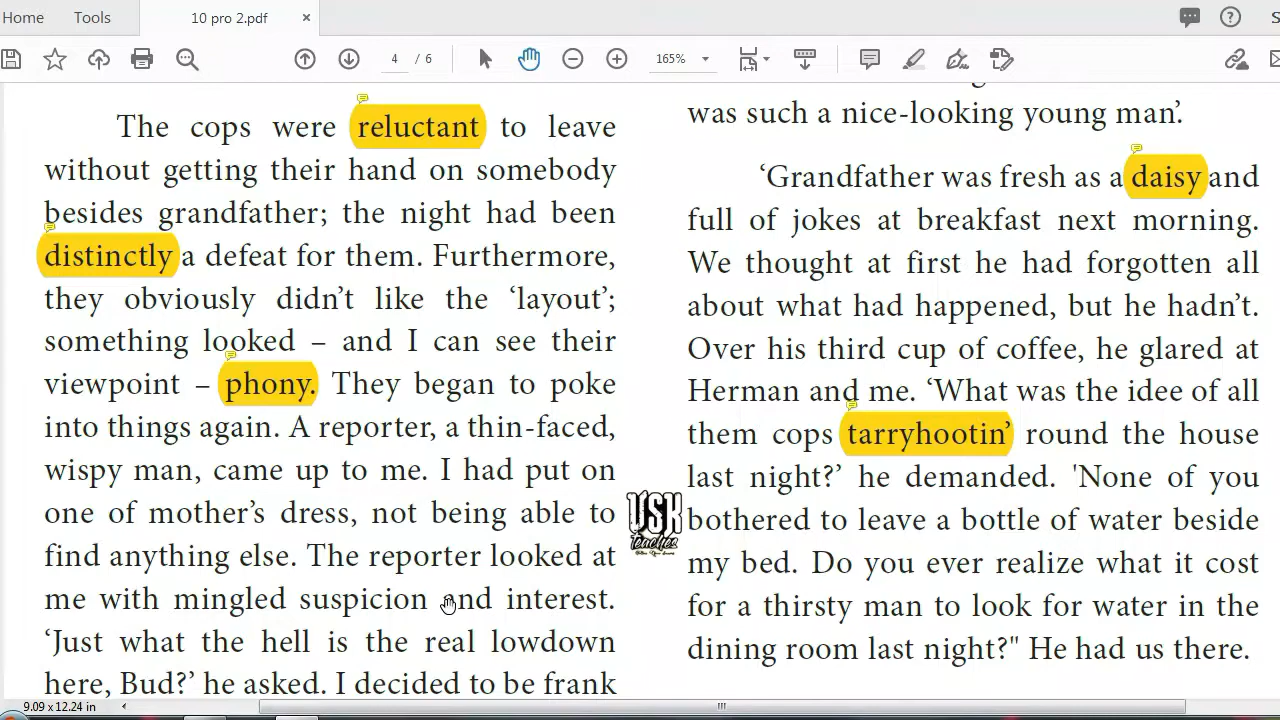 Home Tools 10 pro 2.pdf ×
4 / 6 165%
The cops were reluctant to leave
without getting their hand on somebody
besides grandfather; the night had been
distinctly a defeat for them. Furthermore,
they obviously didn't like the ‘layout’;
something looked – and I can see their
viewpoint – phony. They began to poke
into things again. A reporter, a thin-faced,
wispy man, came up to me. I had put on
one of mother’s dress, not being able to
find anything else. The reporter looked at
me with mingled suspicion and interest.
‘Just what the hell is the real lowdown
here, Bud?’ he asked. I decided to be frank
was such a nice-looking young man’.
‘Grandfather was fresh as a daisy and
full of jokes at breakfast next morning.
We thought at first he had forgotten all
about what had happened, but he hadn’t.
Over his third cup of coffee, he glared at
Herman and me. ‘What was the idee of all
them cops tarryhootin’ round the house
last night?’ he demanded. 'None of you
bothered to leave a bottle of water beside
my bed. Do you ever realize what it cost
for a thirsty man to look for water in the
dining room last night?" He had us there.
VSK
Teaches
9.09 x 12.24 in